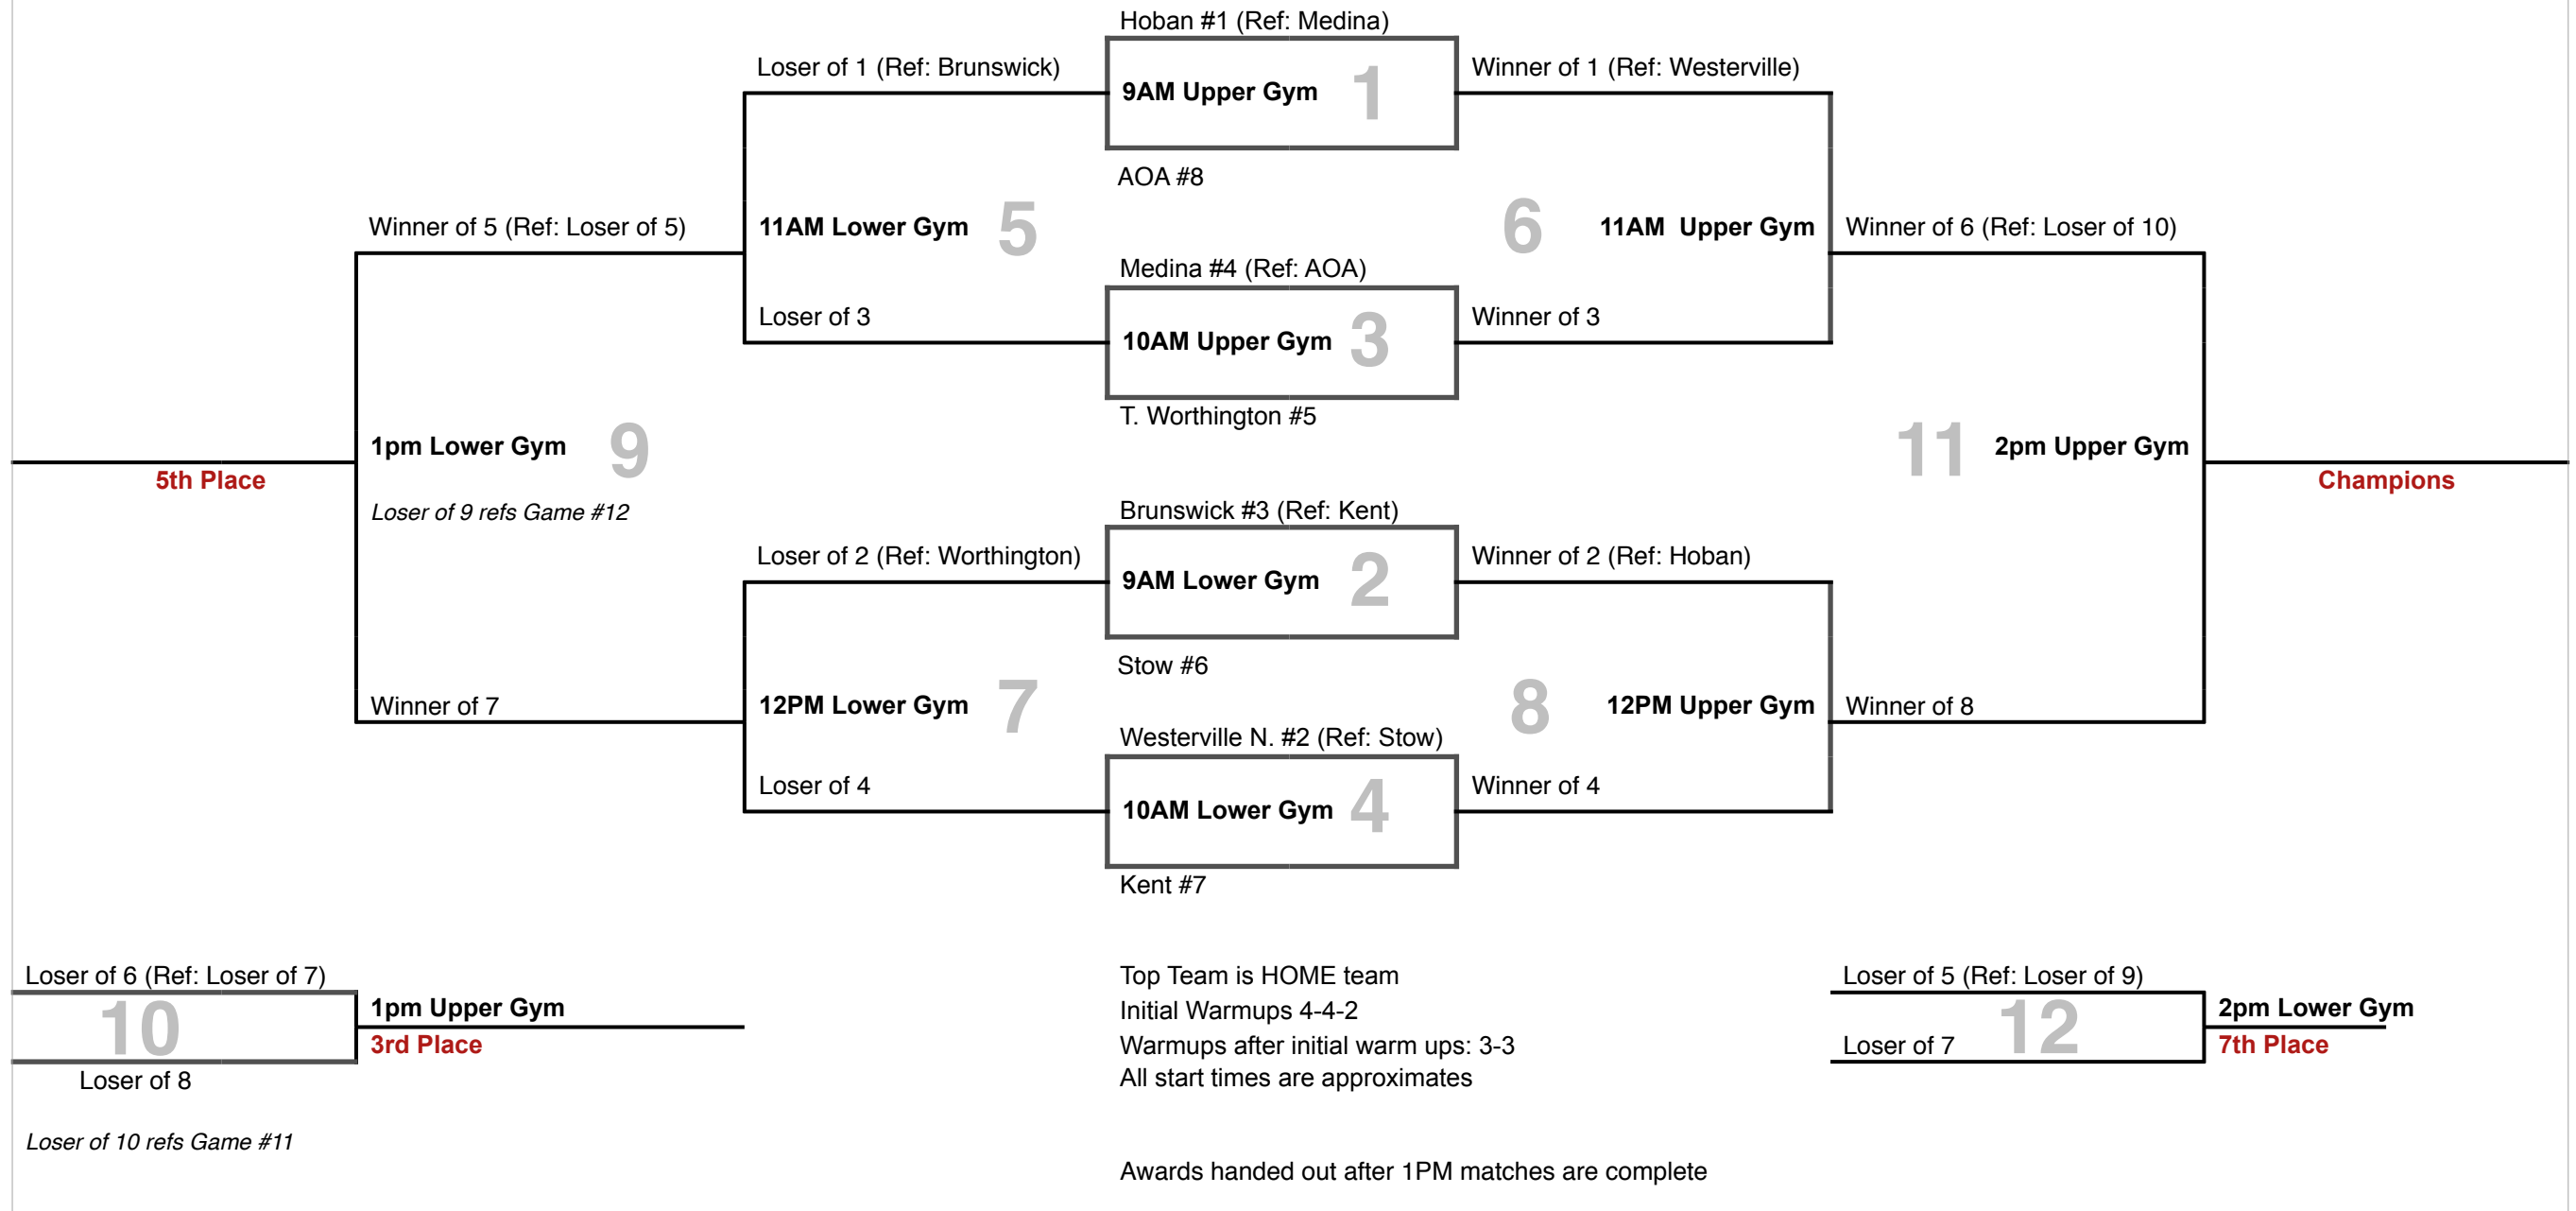 Hoban #1 (Ref: Medina)
Loser of 1 (Ref: Brunswick)
9AM Upper Gym 1
Winner of 1 (Ref: Westerville)
AOA #8
Winner of 5 (Ref: Loser of 5)
11AM Lower Gym 5
6 11AM  Upper Gym
Winner of 6 (Ref: Loser of 10)
Medina #4 (Ref: AOA)
Loser of 3
10AM Upper Gym 3
Winner of 3
T. Worthington #5
1pm Lower Gym 9
11 2pm Upper Gym
5th Place
Champions
Loser of 9 refs Game #12
Brunswick #3 (Ref: Kent)
Loser of 2 (Ref: Worthington)
9AM Lower Gym 2
Winner of 2 (Ref: Hoban)
Stow #6
Winner of 7
12PM Lower Gym 7
8 12PM Upper Gym
Winner of 8
Westerville N. #2 (Ref: Stow)
Loser of 4
10AM Lower Gym 4
Winner of 4
Kent #7
Loser of 6 (Ref: Loser of 7)
10
1pm Upper Gym
3rd Place
Loser of 8
Loser of 10 refs Game #11
Top Team is HOME team
Initial Warmups 4-4-2
Warmups after initial warm ups: 3-3
All start times are approximates
Awards handed out after 1PM matches are complete
Loser of 5 (Ref: Loser of 9)
12
2pm Lower Gym
Loser of 7
7th Place